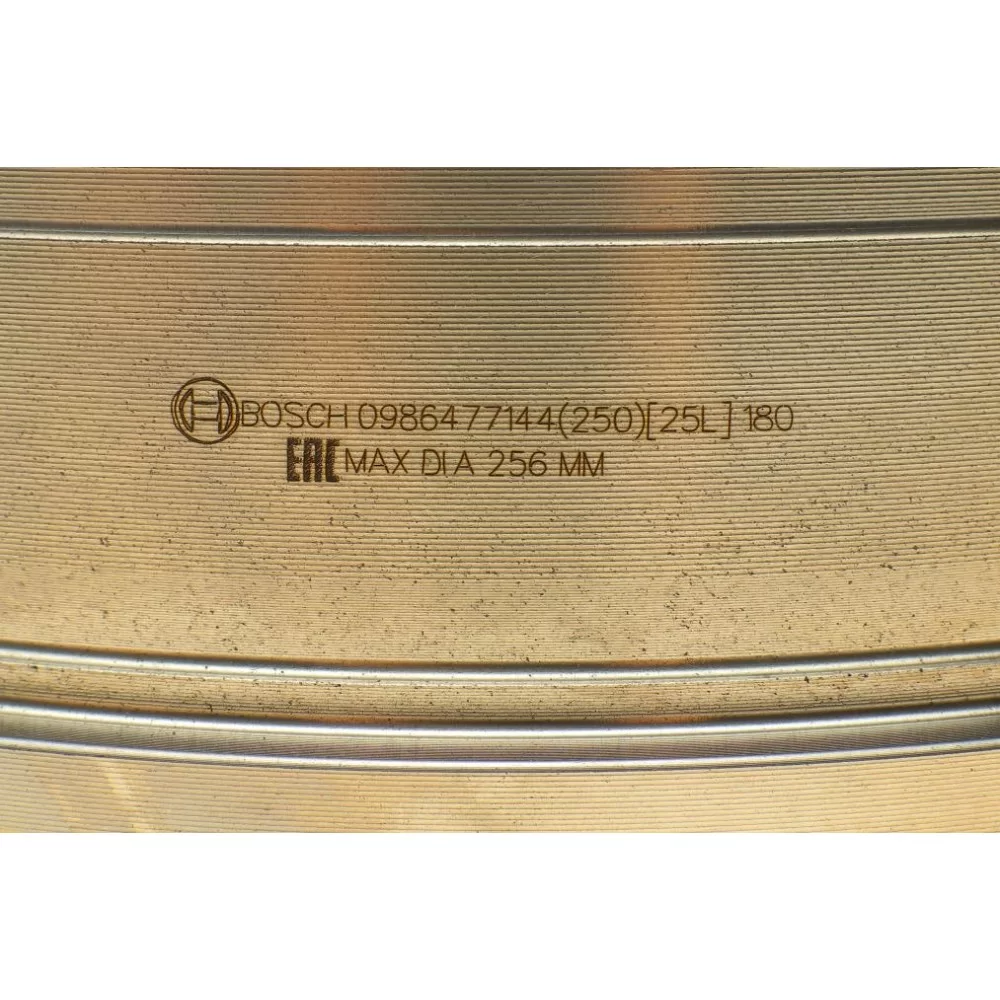 BOSCH 0986477144(250)[25L] 180
EAC MAX DIA 256 MM